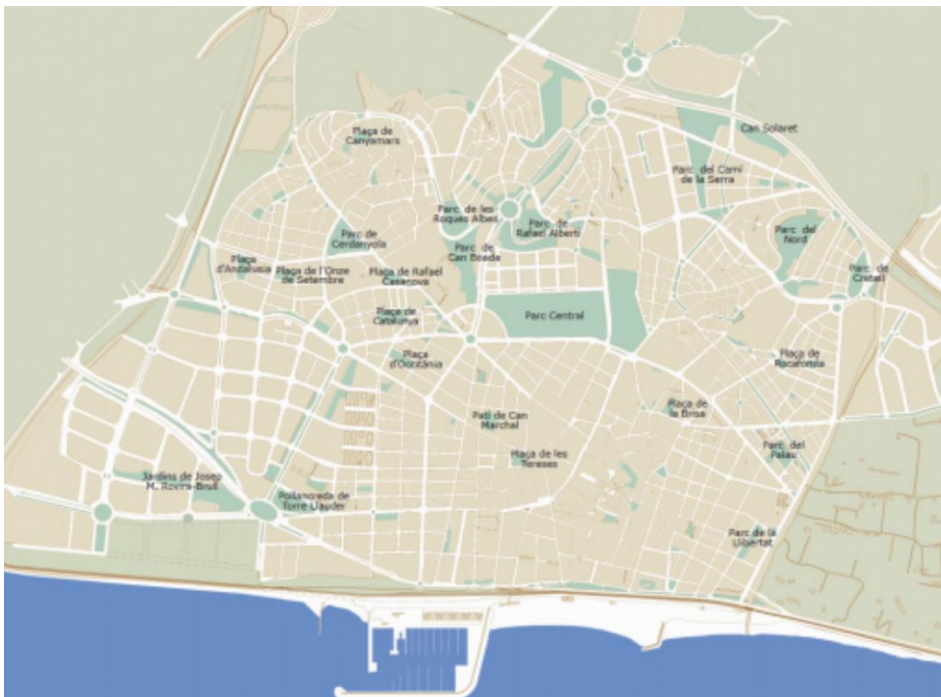 Plaça de
Canyamars
Can Solaret
Parc del Camí
de la Serra
Parc de les
Roques Albes
Parc de
Rafael Alberti
Parc de
Cerdanyola
Parc de
Can Boada
Parc del
Nord
Plaça
d'Andalusia
Plaça de l'Onze
de Setembre
Plaça de Rafael
Casanova
Parc de
Cristall
Plaça de
Catalunya
Parc Central
Plaça
d'Occitània
Plaça de
Rocafonda
Pati de Can
Marchal
Plaça de
la Brisa
Plaça de les
Tereses
Parc del
Palau
Jardins de Josep
M. Rovira-Brull
Pollancreda de
Torre Llauder
Parc de la
Llibertat